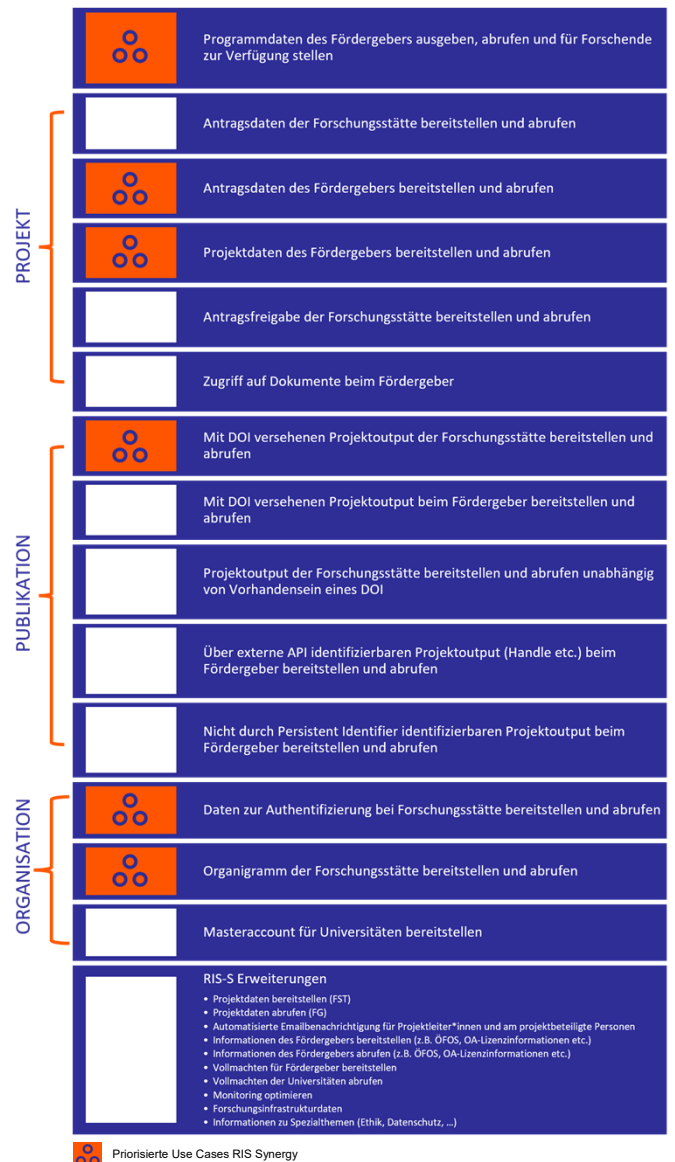 Programmdaten des Fördergebers ausgeben, abrufen und für Forschende
zur Verfügung stellen
PROJEKT
Antragsdaten der Forschungsstätte bereitstellen und abrufen
Antragsdaten des Fördergebers bereitstellen und abrufen
Projektdaten des Fördergebers bereitstellen und abrufen
Antragsfreigabe der Forschungsstätte bereitstellen und abrufen
Zugriff auf Dokumente beim Fördergeber
PUBLIKATION
Mit DOI versehenen Projektoutput der Forschungsstätte bereitstellen und
abrufen
Mit DOI versehenen Projektoutput beim Fördergeber bereitstellen und
abrufen
Projektoutput der Forschungsstätte bereitstellen und abrufen unabhängig
von Vorhandensein eines DOI
Über externe API identifizierbaren Projektoutput (Handle etc.) beim
Fördergeber bereitstellen und abrufen
Nicht durch Persistent Identifier identifizierbaren Projektoutput beim
Fördergeber bereitstellen und abrufen
ORGANISATION
Daten zur Authentifizierung bei Forschungsstätte bereitstellen und abrufen
Organigramm der Forschungsstätte bereitstellen und abrufen
Masteraccount für Universitäten bereitstellen
RIS-S Erweiterungen
• Projektdaten bereitstellen (FST)
• Projektdaten abrufen (FG)
• Automatisierte Emailbenachrichtigung für Projektleiter*innen und am projektbeteiligte Personen
• Informationen des Fördergebers bereitstellen (z.B. ÖFOS, OA-Lizenzinformationen etc.)
• Informationen des Fördergebers abrufen (z.B. ÖFOS, OA-Lizenzinformationen etc.)
• Vollmachten für Fördergeber bereitstellen
• Vollmachten der Universitäten abrufen
• Monitoring optimieren
• Forschungsinfrastrukturdaten
• Informationen zu Spezialthemen (Ethik, Datenschutz, …)
Priorisierte Use Cases RIS Synergy